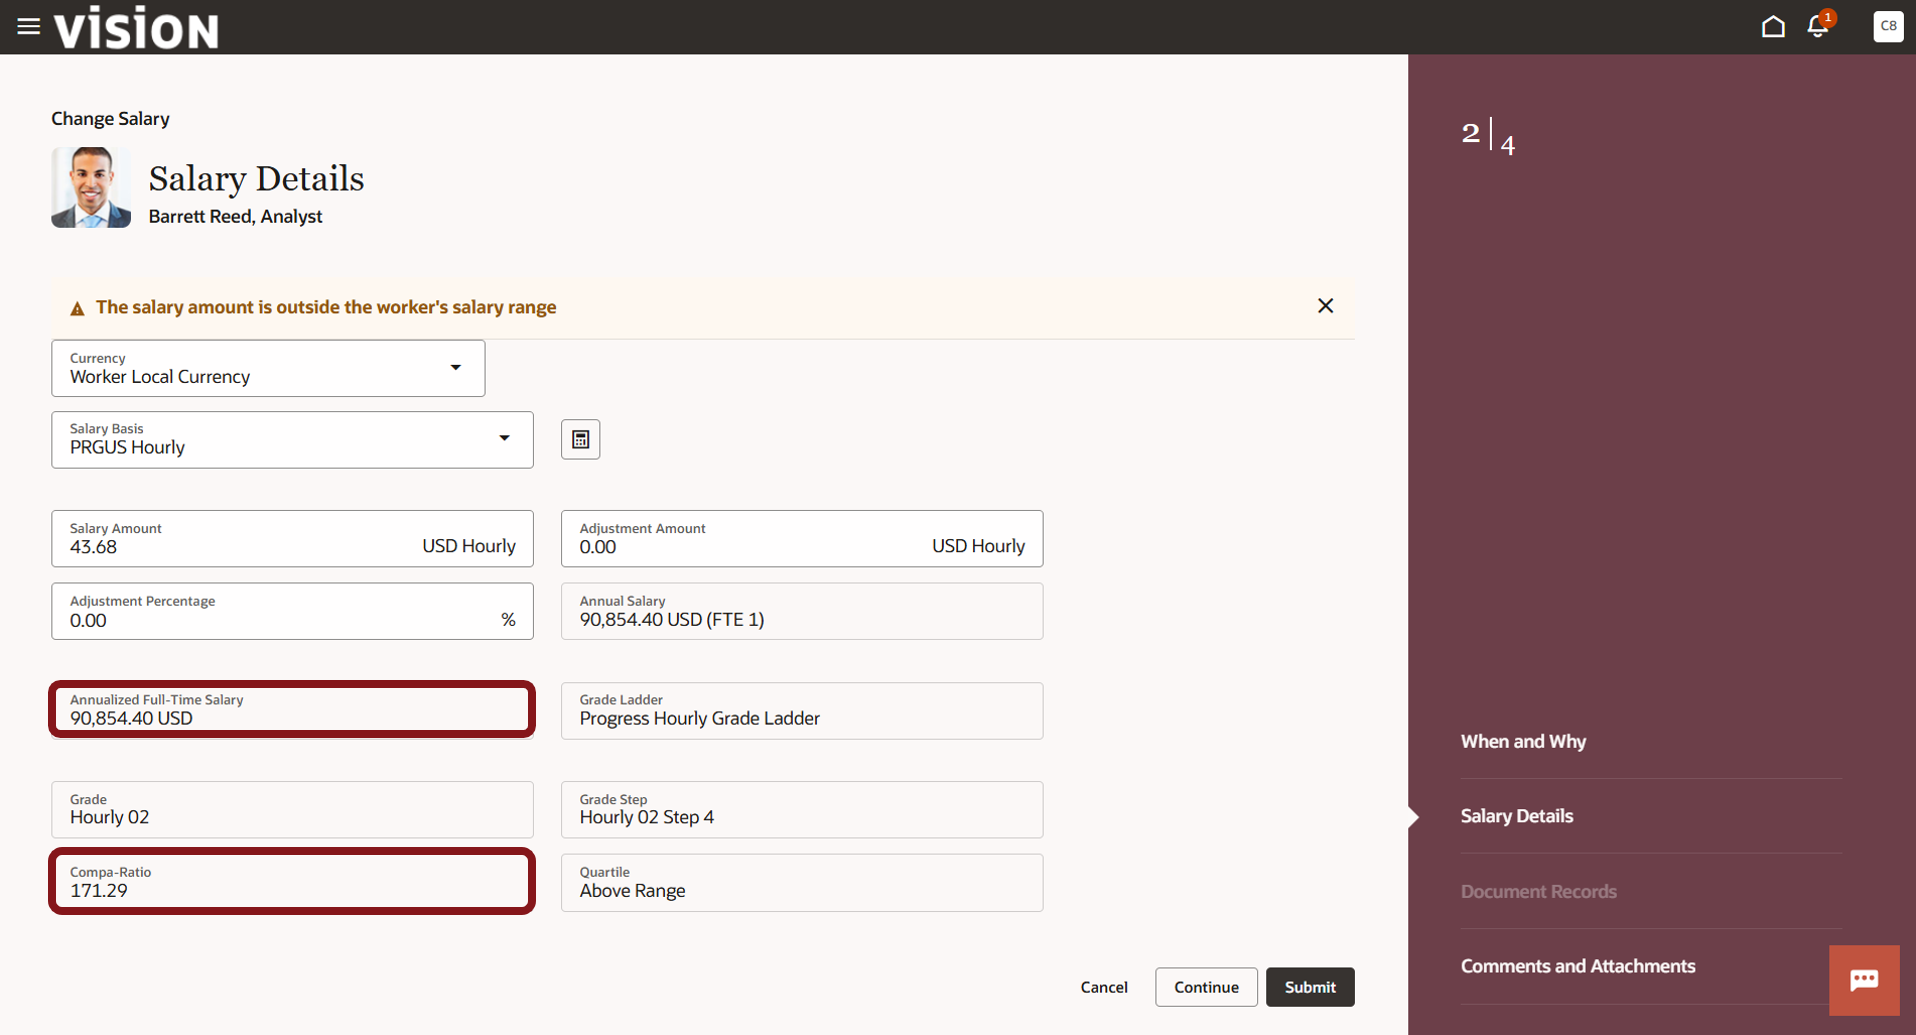 vision
1
C8
Change Salary
Salary Details
Barrett Reed, Analyst
The salary amount is outside the worker's salary range
Currency
Worker Local Currency
Salary Basis
PRGUS Hourly
Salary Amount
43.68 USD Hourly
Adjustment Amount
0.00 USD Hourly
Adjustment Percentage
0.00 %
Annual Salary
90,854.40 USD (FTE 1)
Annualized Full-Time Salary
90,854.40 USD
Grade Ladder
Progress Hourly Grade Ladder
Grade
Hourly 02
Grade Step
Hourly 02 Step 4
Compa-Ratio
171.29
Quartile
Above Range
Cancel
Continue
Submit
2 | 4
When and Why
Salary Details
Document Records
Comments and Attachments